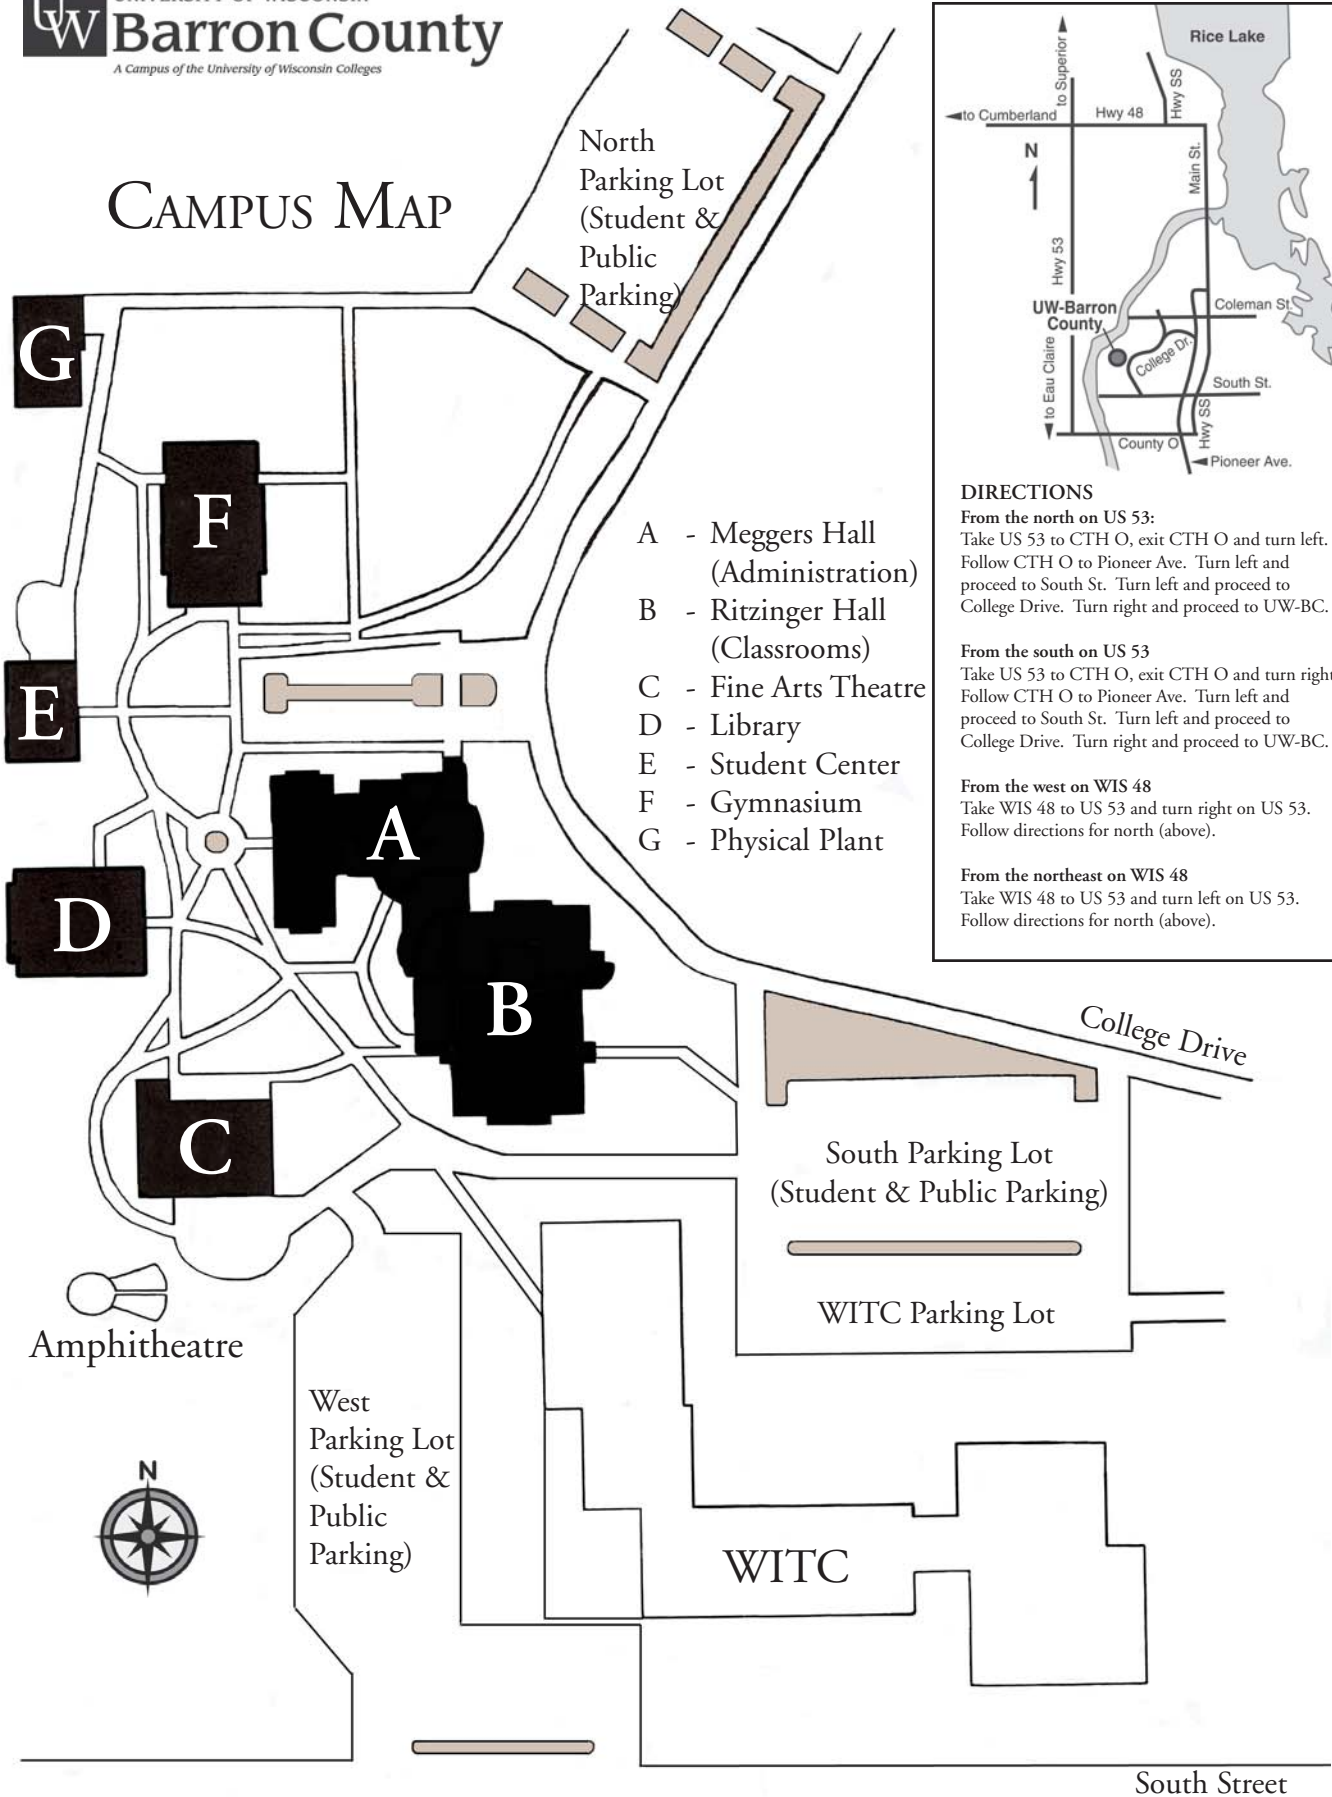 UW
UNIVERSITY OF WISCONSIN
Barron County
A Campus of the University of Wisconsin Colleges
CAMPUS MAP
North
Parking Lot
(Student &
Public
Parking)
G
F
E
A
D
B
C
A - Meggers Hall
(Administration)
B - Ritzinger Hall
(Classrooms)
C - Fine Arts Theatre
D - Library
E - Student Center
F - Gymnasium
G - Physical Plant
Rice Lake
to Superior
Hwy SS
to Cumberland
Hwy 48
N
Main St.
Hwy 53
UW-Barron
County
Coleman St.
College Dr.
to Eau Claire
South St.
Hwy SS
County O
Pioneer Ave.
DIRECTIONS
From the north on US 53:
Take US 53 to CTH O, exit CTH O and turn left.
Follow CTH O to Pioneer Ave. Turn left and
proceed to South St. Turn left and proceed to
College Drive. Turn right and proceed to UW-BC.
From the south on US 53
Take US 53 to CTH O, exit CTH O and turn right
Follow CTH O to Pioneer Ave. Turn left and
proceed to South St. Turn left and proceed to
College Drive. Turn right and proceed to UW-BC.
From the west on WIS 48
Take WIS 48 to US 53 and turn right on US 53.
Follow directions for north (above).
From the northeast on WIS 48
Take WIS 48 to US 53 and turn left on US 53.
Follow directions for north (above).
College Drive
South Parking Lot
(Student & Public Parking)
WITC Parking Lot
Amphitheatre
West
Parking Lot
(Student &
Public
Parking)
N
WITC
South Street